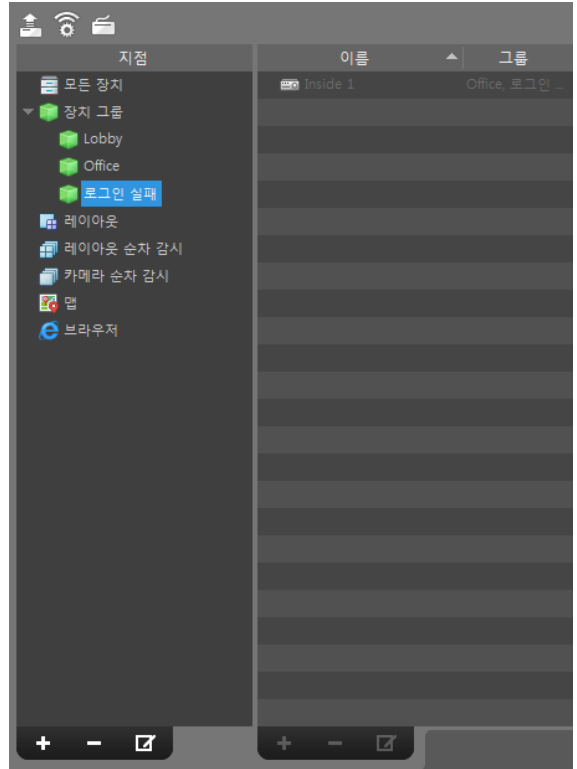 지점
이름
그룹
모든 장치
Inside 1
Office, 로그인 ...
장치 그룹
Lobby
Office
로그인 실패
레이아웃
레이아웃 순차 감시
카메라 순차 감시
맵
브라우저